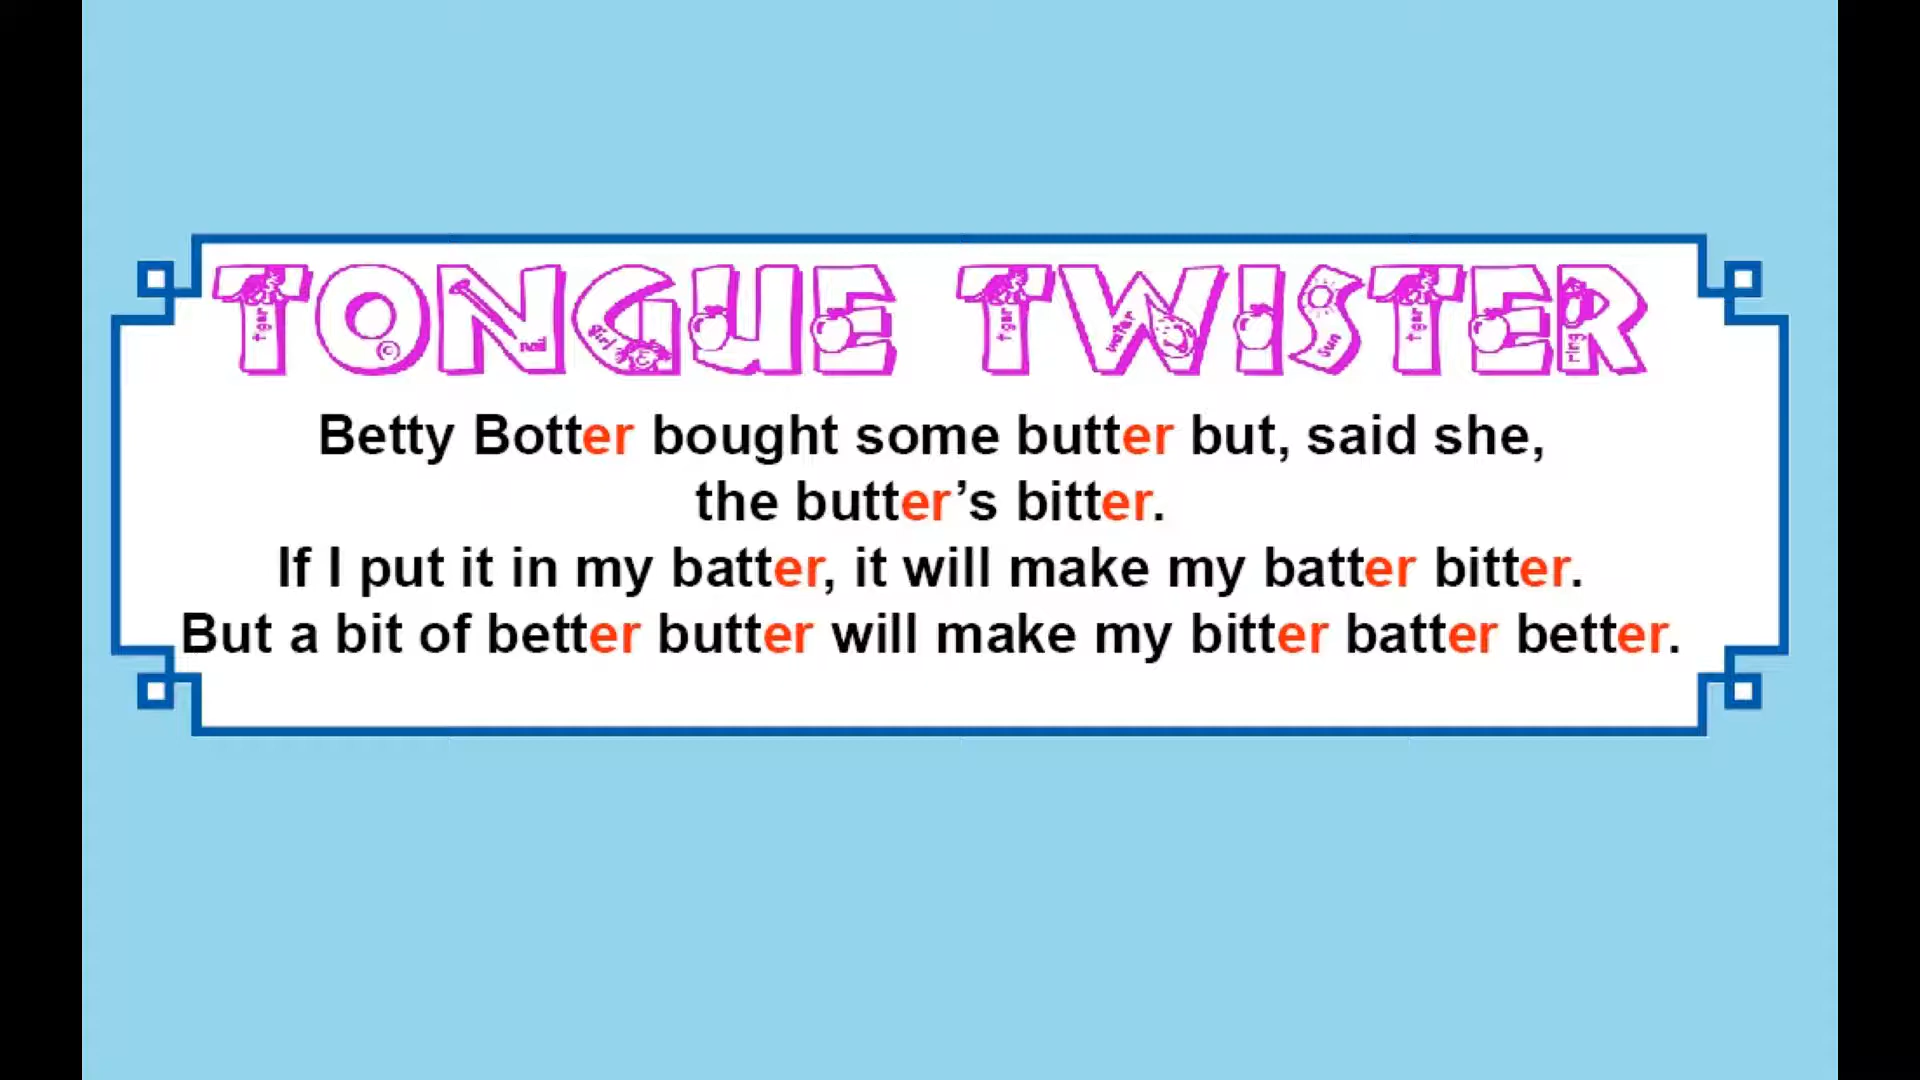 TONGUE TWISTER
Betty Botter bought some butter but, said she,
the butter’s bitter.
If I put it in my batter, it will make my batter bitter.
But a bit of better butter will make my bitter batter better.